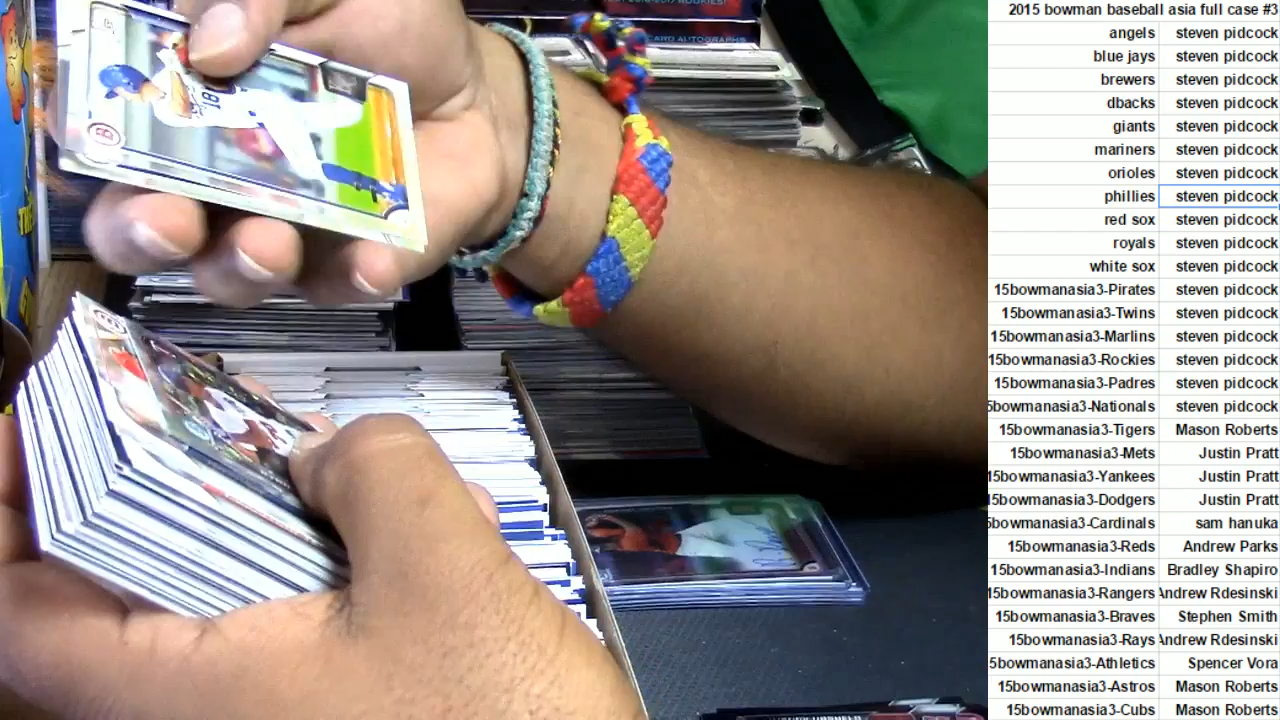 2015 bowman baseball asia full case #3
angels steven pidcock
blue jays steven pidcock
brewers steven pidcock
dbacks steven pidcock
giants steven pidcock
mariners steven pidcock
orioles steven pidcock
phillies steven pidcock
red sox steven pidcock
royals steven pidcock
white sox steven pidcock
15bowmanasia3-Pirates steven pidcock
15bowmanasia3-Twins steven pidcock
15bowmanasia3-Marlins steven pidcock
15bowmanasia3-Rockies steven pidcock
15bowmanasia3-Padres steven pidcock
5bowmanasia3-Nationals steven pidcock
15bowmanasia3-Tigers Mason Roberts
15bowmanasia3-Mets Justin Pratt
15bowmanasia3-Yankees Justin Pratt
15bowmanasia3-Dodgers Justin Pratt
5bowmanasia3-Cardinals sam hanuka
15bowmanasia3-Reds Andrew Parks
15bowmanasia3-Indians Bradley Shapiro
15bowmanasia3-Rangers Andrew Rdesinski
15bowmanasia3-Braves Stephen Smith
15bowmanasia3-Rays Andrew Rdesinski
5bowmanasia3-Athletics Spencer Vora
15bowmanasia3-Astros Mason Roberts
15bowmanasia3-Cubs Mason Roberts
CARD AUTOGRAPHS
18
B